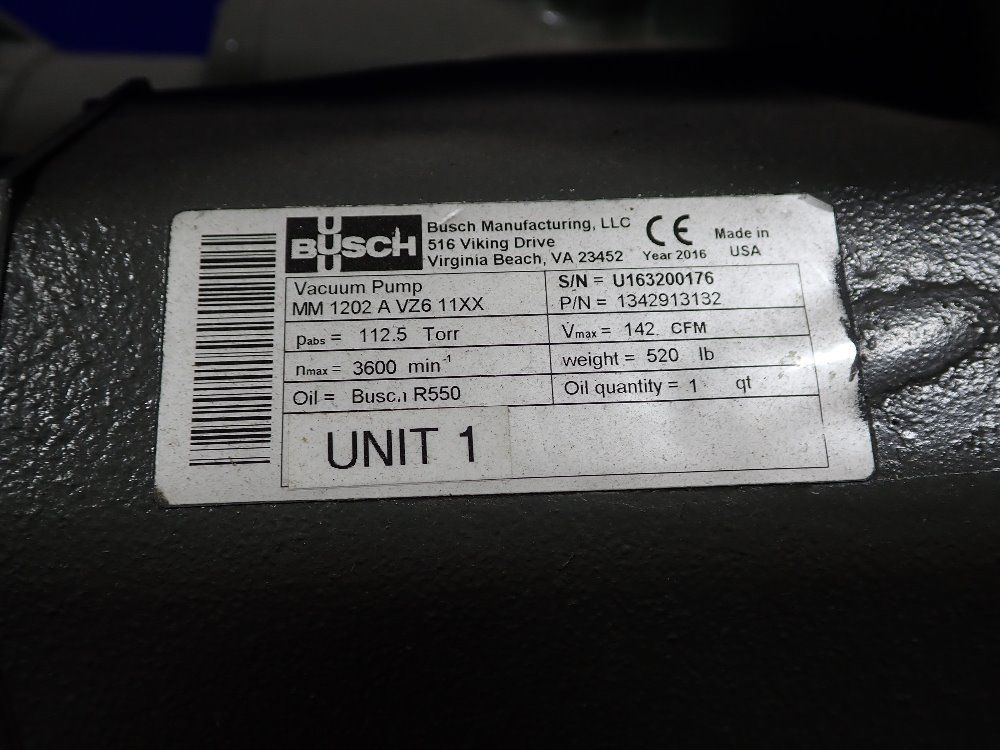 BUSCH
BUSCH
Busch Manufacturing, LLC
516 Viking Drive
Virginia Beach, VA 23452
CE
Year 2016
Made in
USA
Vacuum Pump
MM 1202 A VZ6 11XX
S/N = U163200176
P/N = 1342913132
Pabs = 112.5 Torr
V̇max = 142. CFM
nmax = 3600 min⁻¹
weight = 520 lb
Oil = Busch R550
Oil quantity = 1 qt
UNIT 1